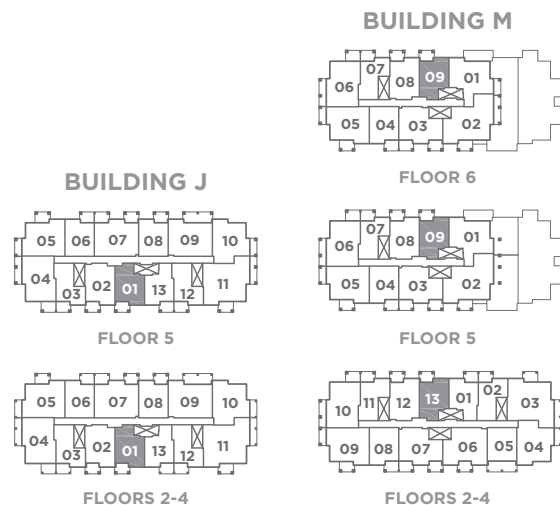 BUILDING M
07 09 01
06 08
05 04 03 02
FLOOR 6
BUILDING J
05 06 07 08 09 10
04 03 02 01 13 12 11
FLOOR 5
07 09 01
06 08
05 04 03 02
FLOOR 5
05 06 07 08 09 10
04 03 02 01 13 12 11
FLOORS 2-4
10 11 12 13 01 02 03
09 08 07 06 05 04
FLOORS 2-4